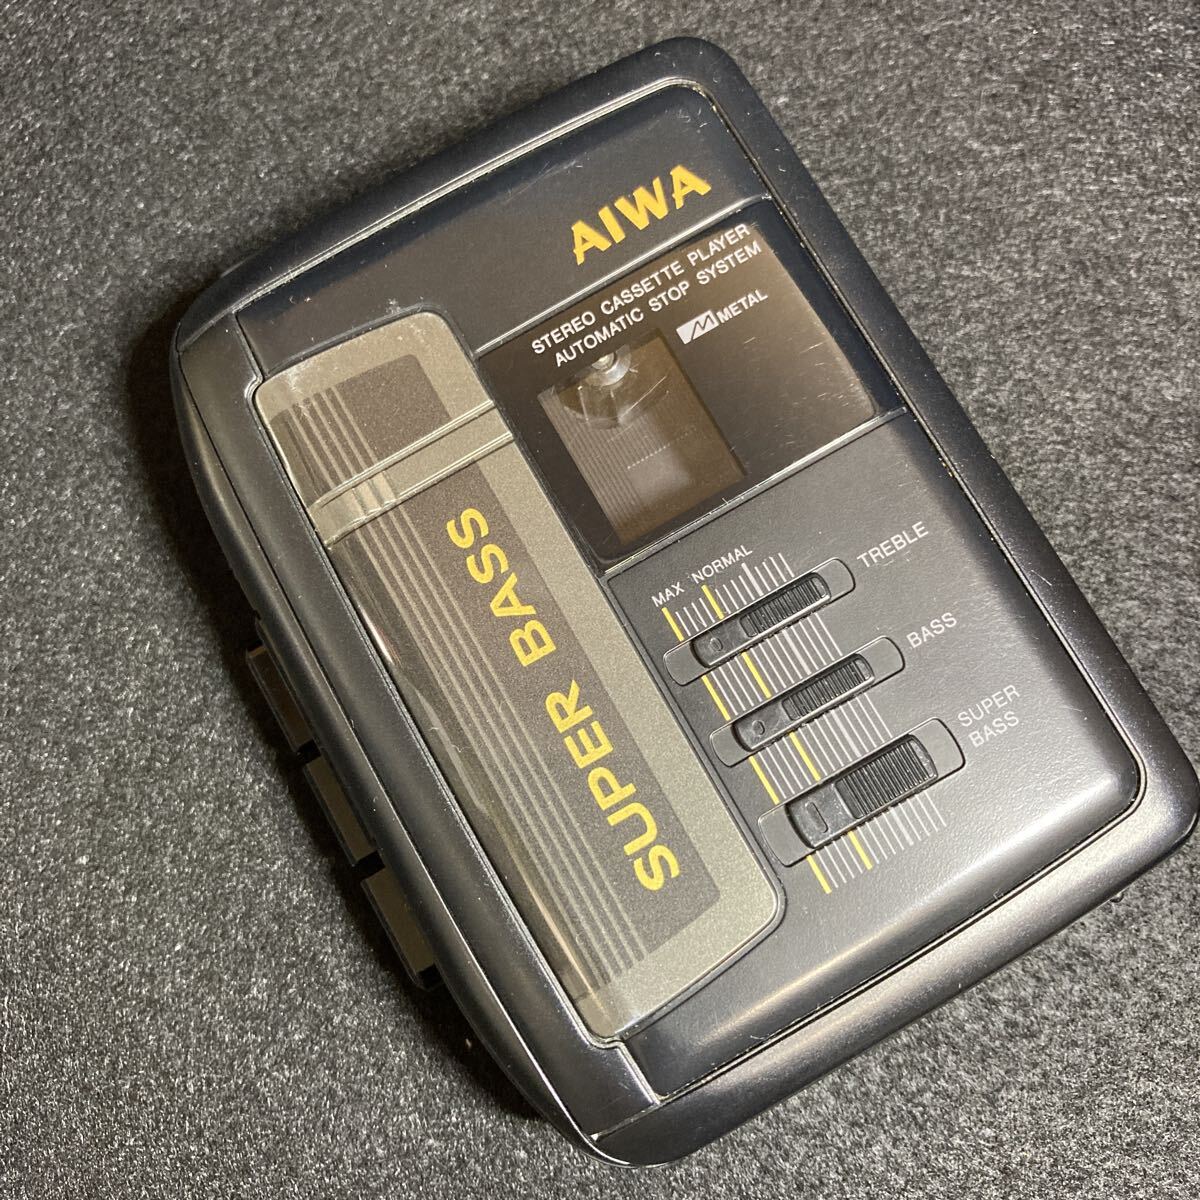 AIWA
STEREO CASSETTE PLAYER
AUTOMATIC STOP SYSTEM
METAL
SUPER BASS
MAX NORMAL
TREBLE
BASS
SUPER
BASS